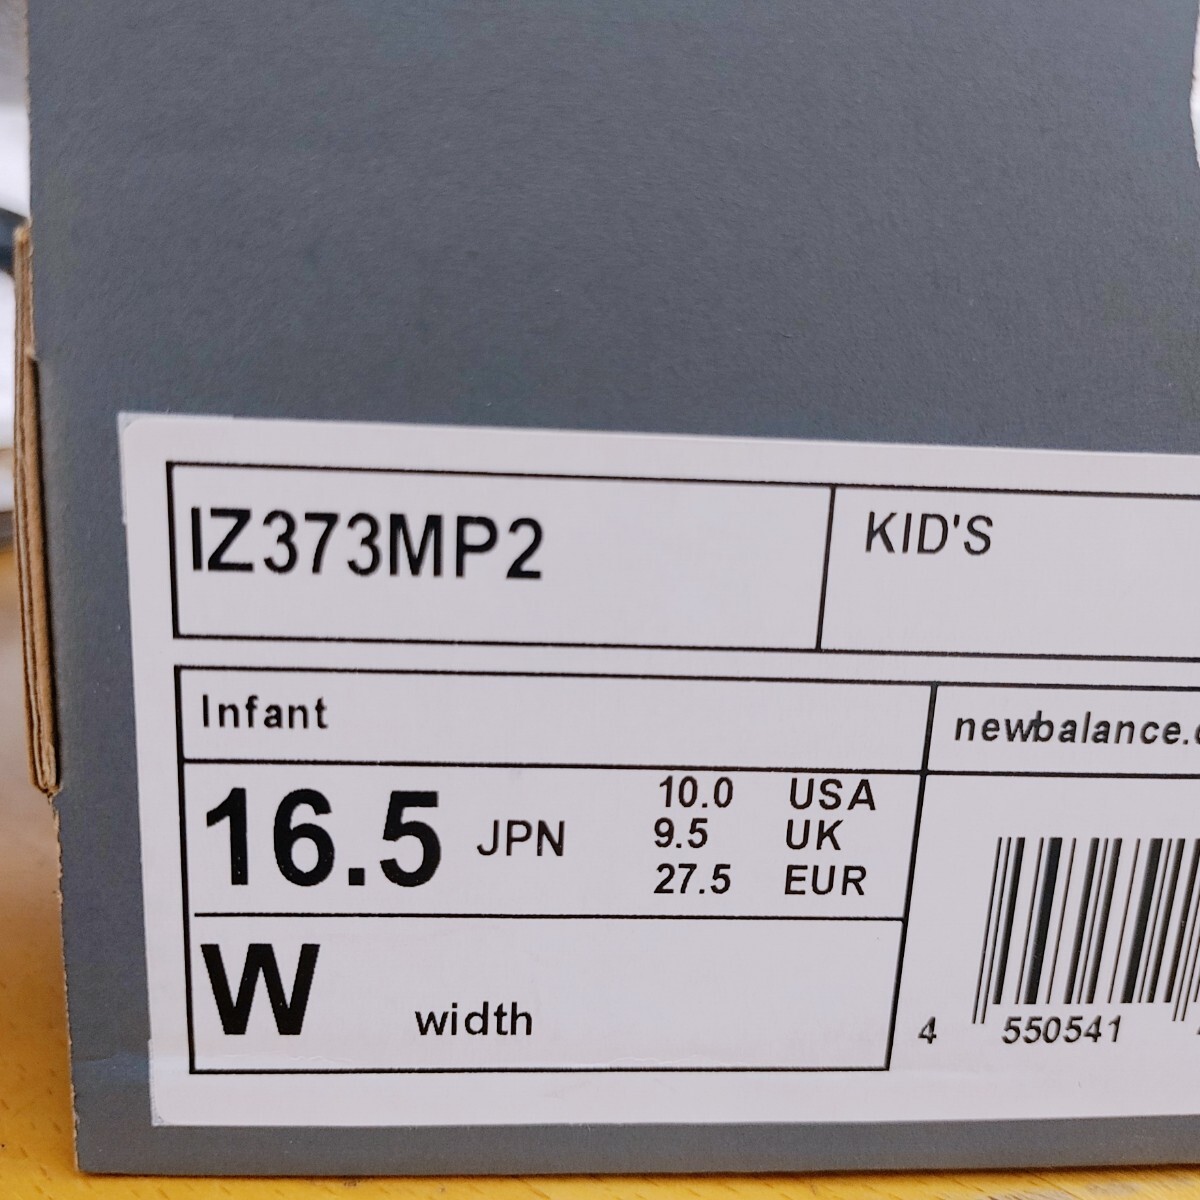 IZ373MP2
KID'S
Infant
newbalance.
16.5 JPN
10.0 USA
9.5 UK
27.5 EUR
W width
4 550541